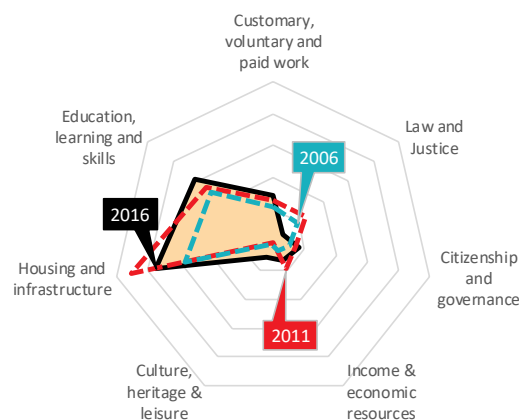 Customary,
voluntary and
paid work
Education,
learning and
skills
Law and
Justice
2006
2016
Housing and
infrastructure
Citizenship
and
governance
2011
Culture,
heritage &
leisure
Income &
economic
resources